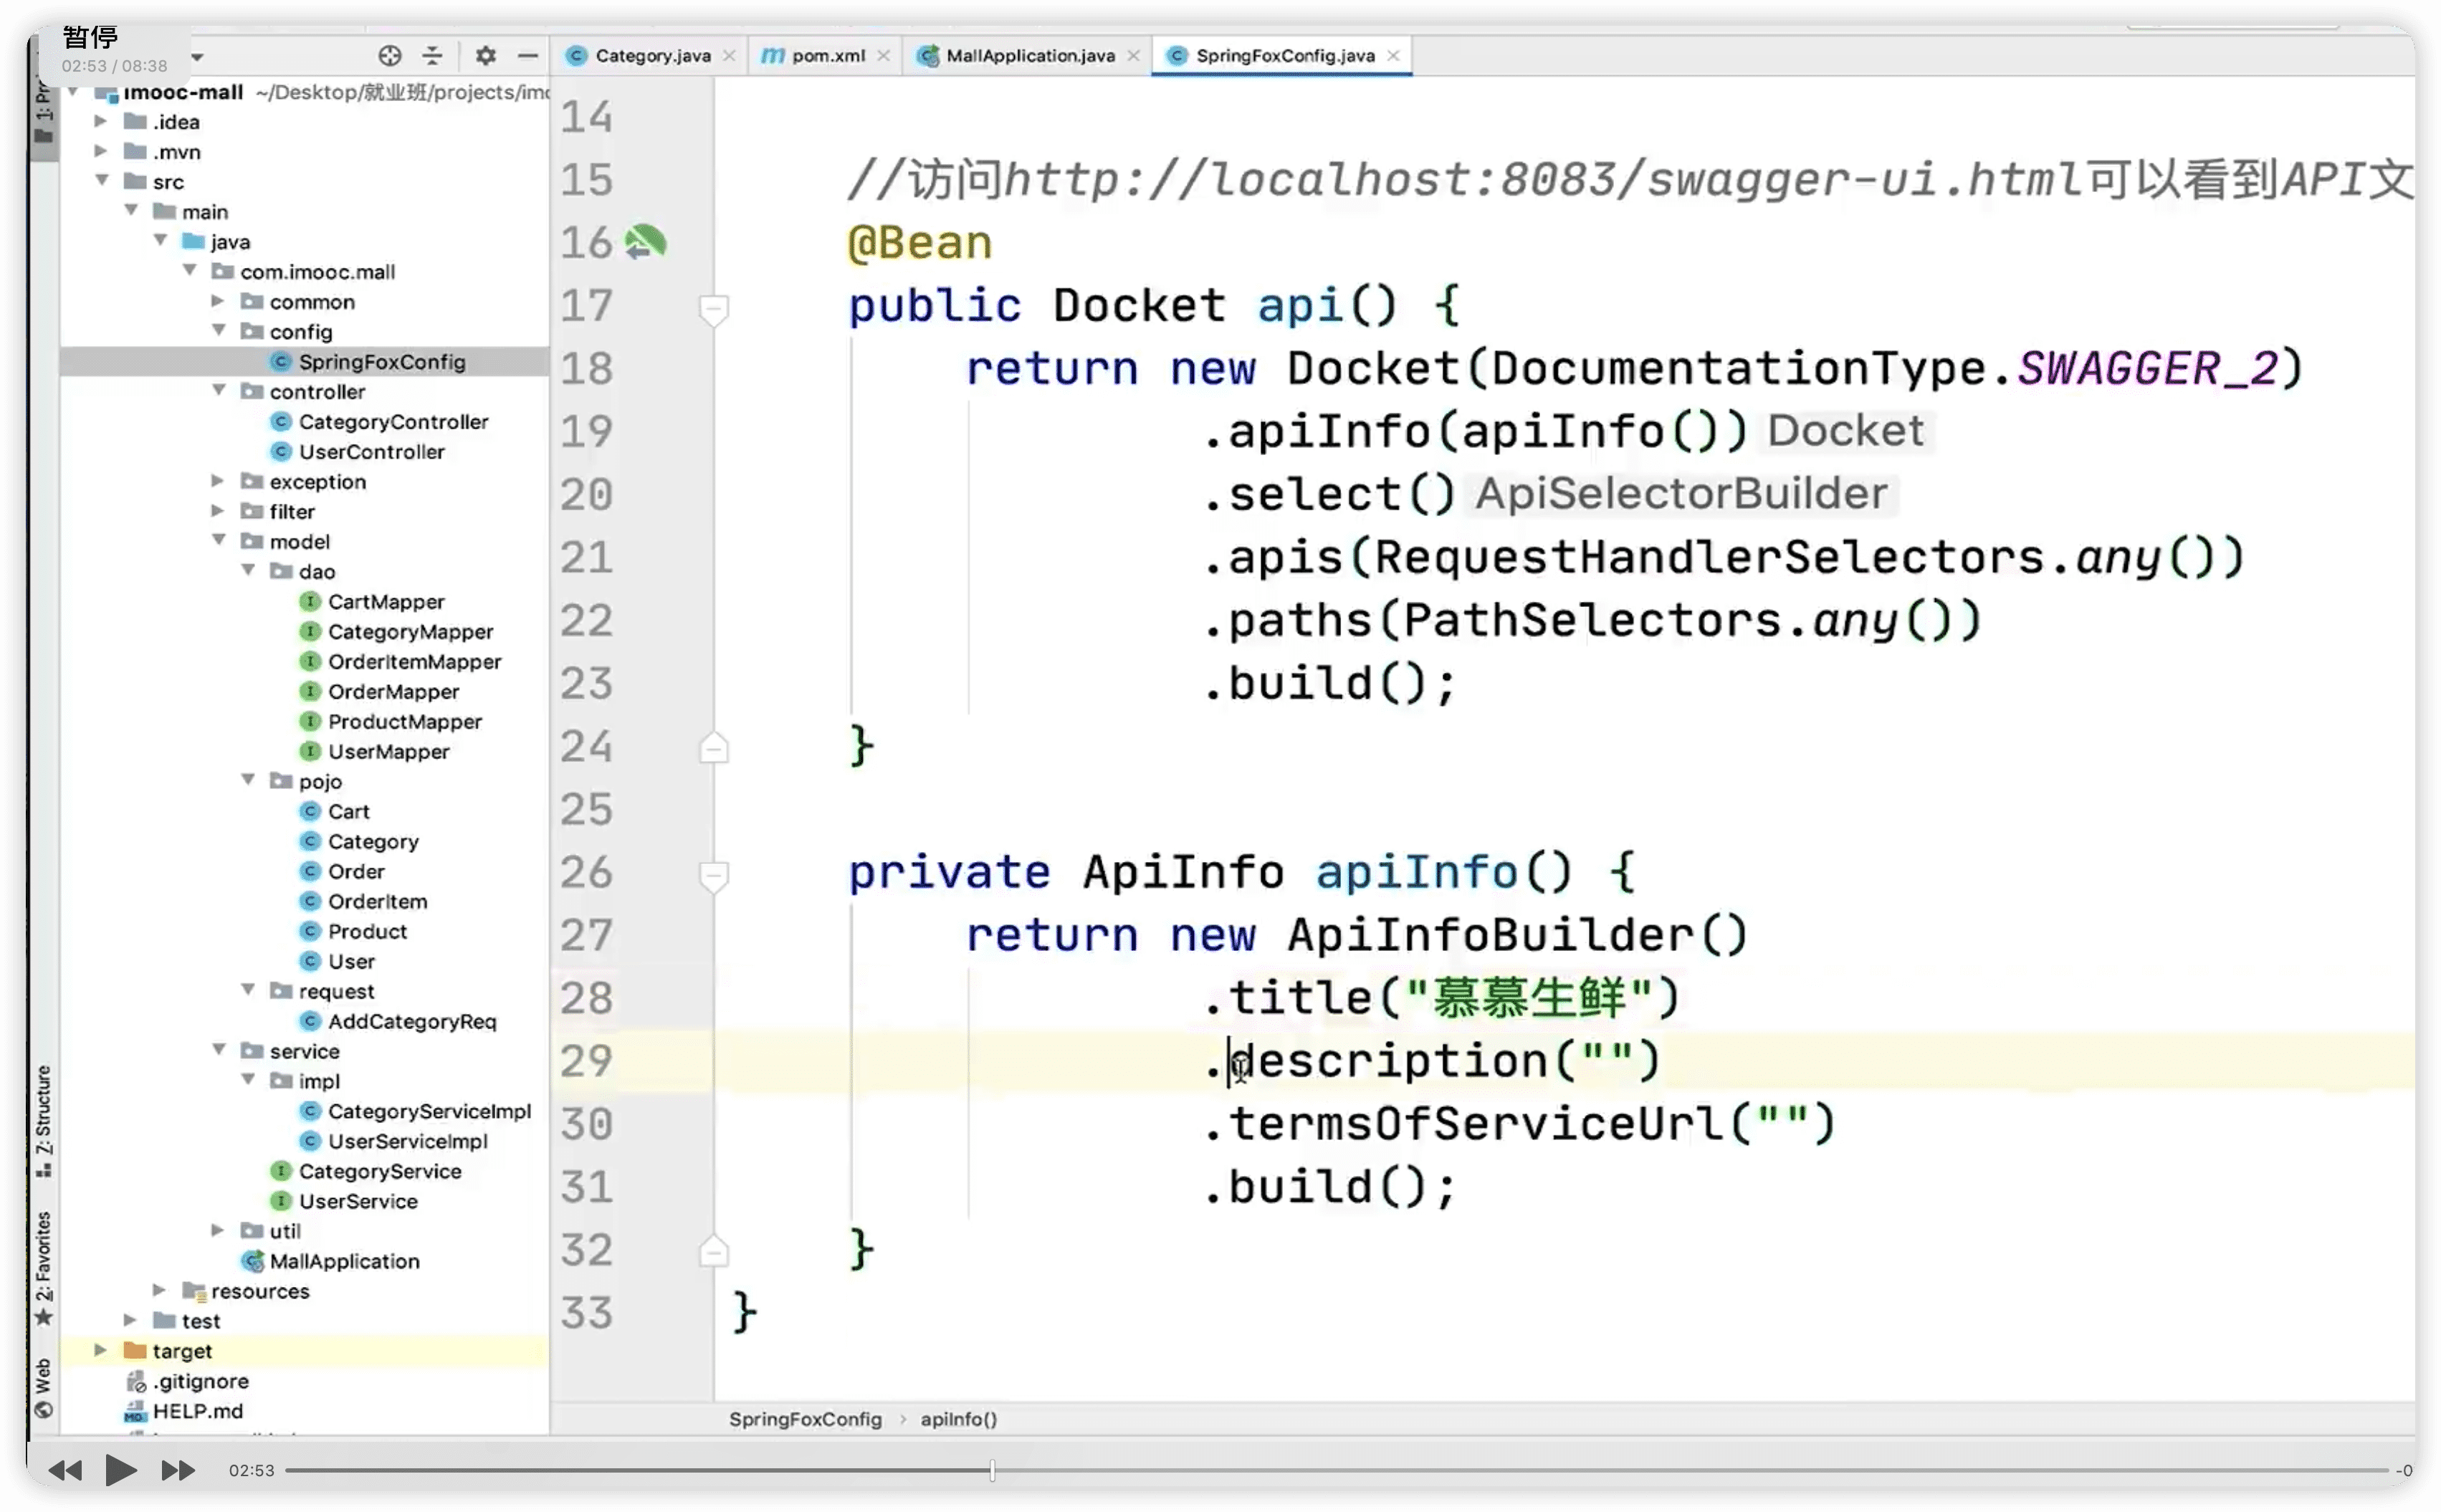 暂停
02:53 / 08:38
Category.java
pom.xml
MallApplication.java
SpringFoxConfig.java
imooc-mall ~/Desktop/就业班/projects/imo
.idea
.mvn
src
main
java
com.imooc.mall
common
config
SpringFoxConfig
controller
CategoryController
UserController
exception
filter
model
dao
CartMapper
CategoryMapper
OrderItemMapper
OrderMapper
ProductMapper
UserMapper
pojo
Cart
Category
Order
OrderItem
Product
User
request
AddCategoryReq
service
impl
CategoryServiceImpl
UserServiceImpl
CategoryService
UserService
util
MallApplication
resources
test
target
.gitignore
HELP.md
Z: Structure
2: Favorites
Web
14
15 //访问http://localhost:8083/swagger-ui.html可以看到API文
16 @Bean
17 public Docket api() {
18 return new Docket(DocumentationType.SWAGGER_2)
19 .apiInfo(apiInfo()) Docket
20 .select() ApiSelectorBuilder
21 .apis(RequestHandlerSelectors.any())
22 .paths(PathSelectors.any())
23 .build();
24 }
25
26 private ApiInfo apiInfo() {
27 return new ApiInfoBuilder()
28 .title("慕慕生鲜")
29 .description("")
30 .termsOfServiceUrl("")
31 .build();
32 }
33 }
SpringFoxConfig › apiInfo()
02:53
-0